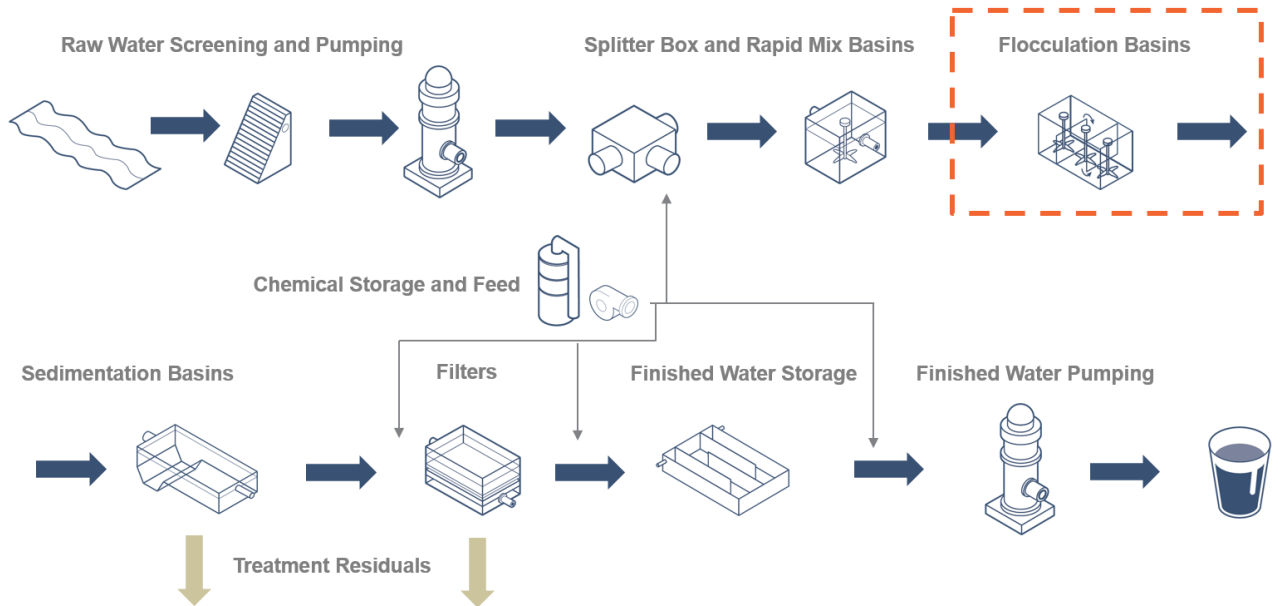 Raw Water Screening and Pumping
Splitter Box and Rapid Mix Basins
Flocculation Basins
Chemical Storage and Feed
Sedimentation Basins
Filters
Finished Water Storage
Finished Water Pumping
Treatment Residuals